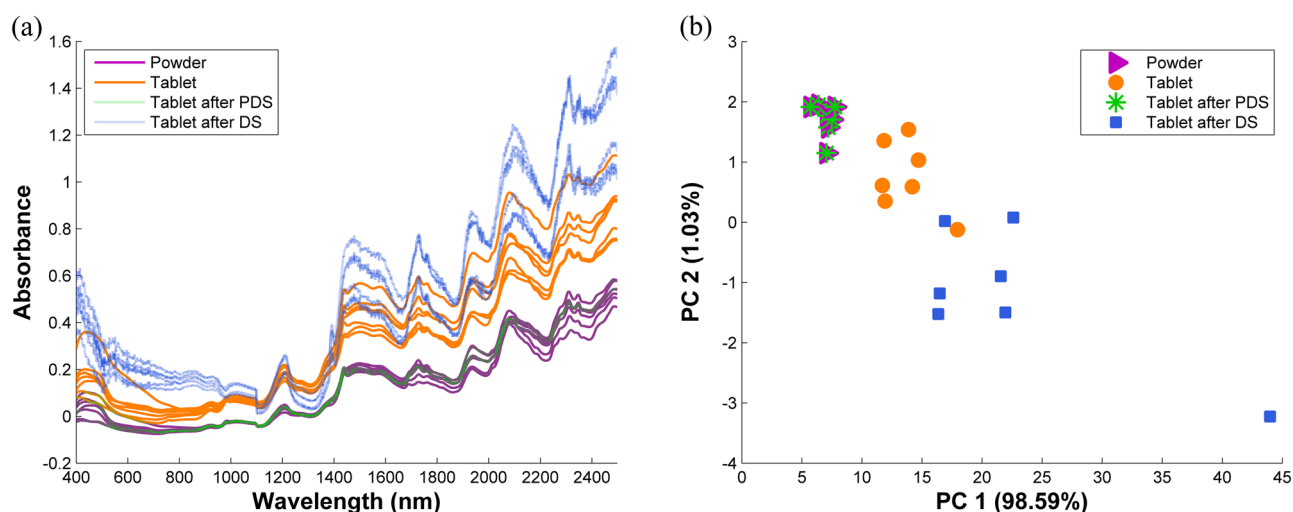 (a)
1.6
1.4
1.2
1
0.8
0.6
0.4
0.2
0
-0.2
Absorbance
Powder
Tablet
Tablet after PDS
Tablet after DS
400 600 800 1000 1200 1400 1600 1800 2000 2200 2400
Wavelength (nm)
(b)
3
2
1
0
-1
-2
-3
-4
PC 2 (1.03%)
Powder
Tablet
Tablet after PDS
Tablet after DS
0 5 10 15 20 25 30 35 40 45
PC 1 (98.59%)